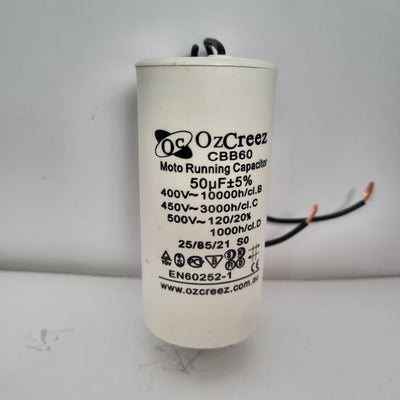 OC OzCreez
CBB60
Moto Running Capacitor
50µF±5%
400V~10000h/cl.B
450V~3000h/cl.C
500V~120/20%
1000h/cl.D
25/85/21 S0
EN60252-1
www.ozcreez.com.au